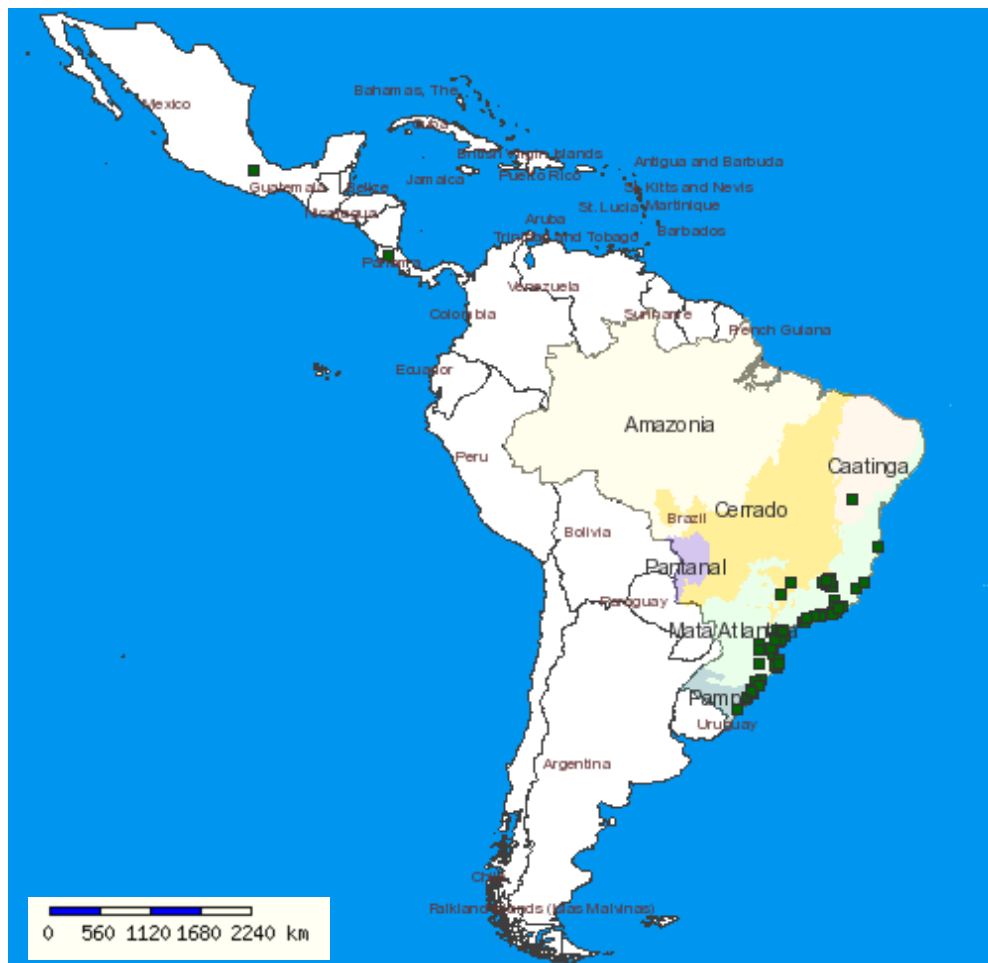 Bahamas, The
Mexico
Cuba
British Virgin Islands
Antigua and Barbuda
Puerto Rico
Jamaica
Guatemala
Belize
St. Kitts and Nevis
St. Lucia
Martinique
Nicaragua
Aruba
Barbados
Trinidad and Tobago
Panama
Venezuela
Colombia
Suriname
French Guiana
Ecuador
Amazonia
Peru
Caatinga
Cerrado
Brazil
Bolivia
Pantanal
Paraguay
Mata Atlantica
Pampa
Uruguay
Argentina
Chile
Falkland Islands (Islas Malvinas)
0 560 1120 1680 2240 km